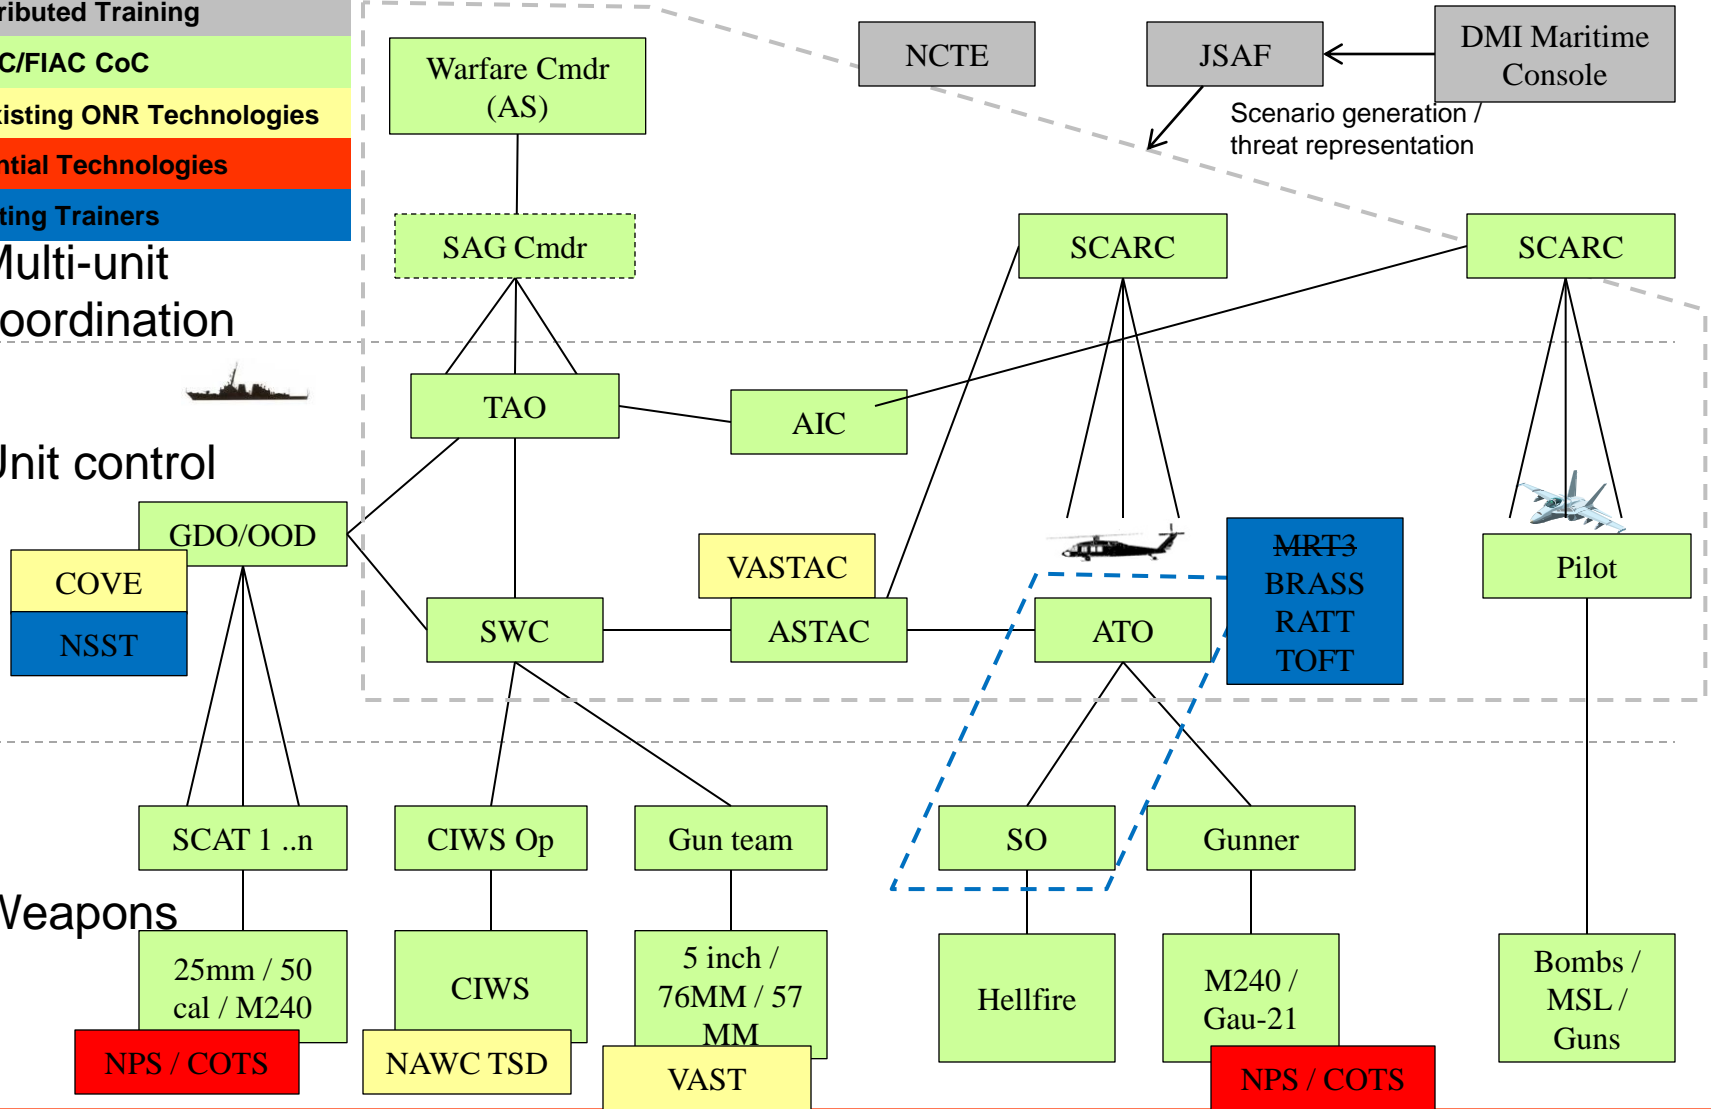 ributed Training
C/FIAC CoC
xisting ONR Technologies
ntial Technologies
ting Trainers
Multi-unit
oordination
Unit control
Weapons
Warfare Cmdr
(AS)
NCTE
JSAF
DMI Maritime
Console
Scenario generation /
threat representation
SAG Cmdr
SCARC
SCARC
TAO
AIC
GDO/OOD
COVE
NSST
VASTAC
SWC
ASTAC
ATO
MRT3
BRASS
RATT
TOFT
Pilot
SCAT 1 ..n
CIWS Op
Gun team
SO
Gunner
25mm / 50
cal / M240
CIWS
5 inch /
76MM / 57
MM
Hellfire
M240 /
Gau-21
Bombs /
MSL /
Guns
NPS / COTS
NAWC TSD
VAST
NPS / COTS